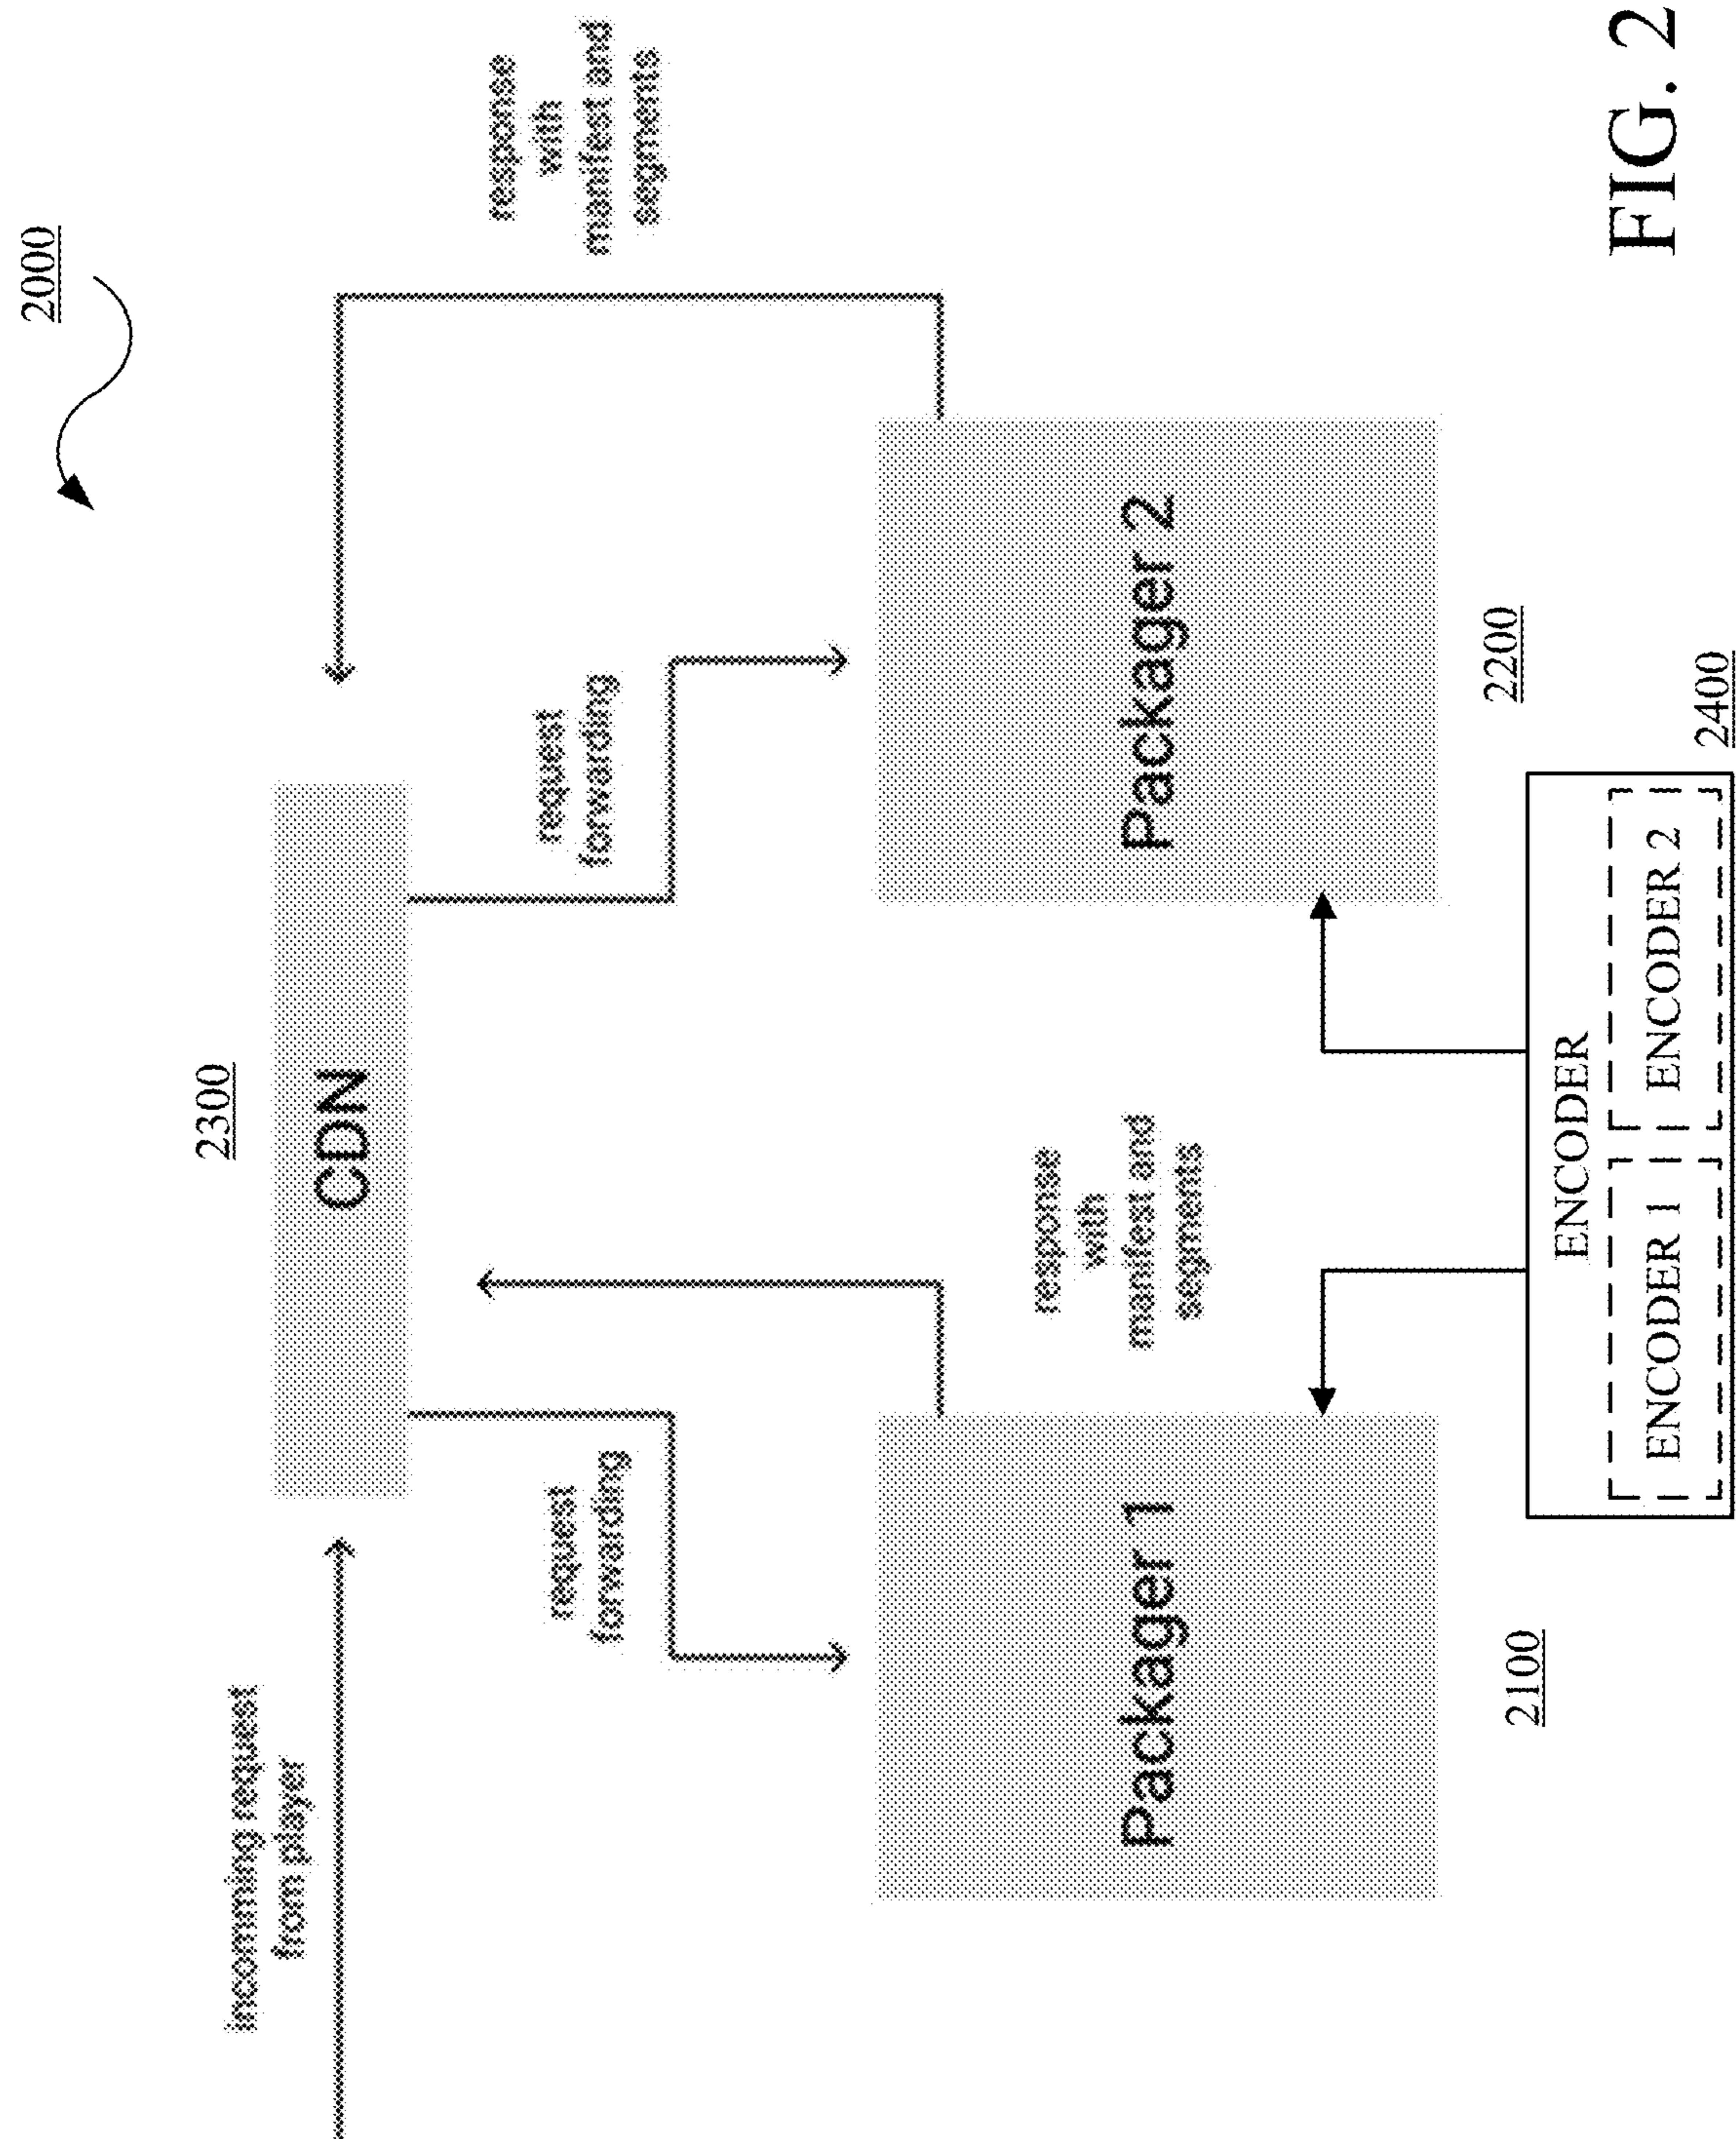 2000
2300
incomming request
from player
CDN
response
with
manifest and
segments
request
forwarding
request
forwarding
Packager 1
response
with
manifest and
segments
Packager 2
2100
2200
ENCODER
ENCODER 1
ENCODER 2
2400
FIG. 2